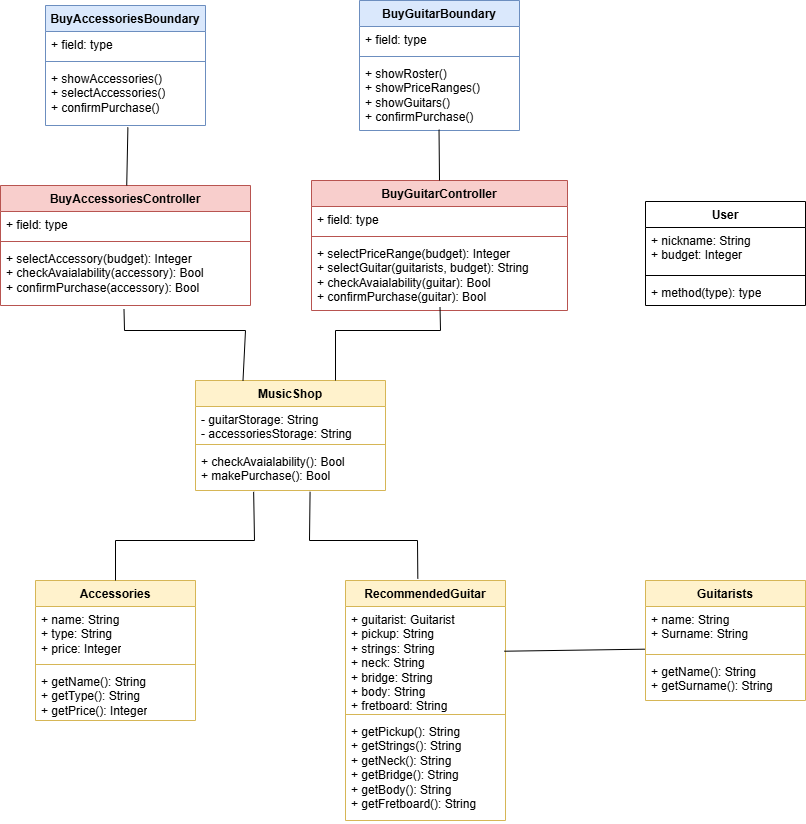 BuyAccessoriesBoundary
+ field: type
+ showAccessories()
+ selectAccessories()
+ confirmPurchase()
BuyGuitarBoundary
+ field: type
+ showRoster()
+ showPriceRanges()
+ showGuitars()
+ confirmPurchase()
BuyAccessoriesController
+ field: type
+ selectAccessory(budget): Integer
+ checkAvaialability(accessory): Bool
+ confirmPurchase(accessory): Bool
BuyGuitarController
+ field: type
+ selectPriceRange(budget): Integer
+ selectGuitar(guitarists, budget): String
+ checkAvaialability(guitar): Bool
+ confirmPurchase(guitar): Bool
User
+ nickname: String
+ budget: Integer
+ method(type): type
MusicShop
- guitarStorage: String
- accessoriesStorage: String
+ checkAvaialability(): Bool
+ makePurchase(): Bool
Accessories
+ name: String
+ type: String
+ price: Integer
+ getName(): String
+ getType(): String
+ getPrice(): Integer
RecommendedGuitar
+ guitarist: Guitarist
+ pickup: String
+ strings: String
+ neck: String
+ bridge: String
+ body: String
+ fretboard: String
+ getPickup(): String
+ getStrings(): String
+ getNeck(): String
+ getBridge(): String
+ getBody(): String
+ getFretboard(): String
Guitarists
+ name: String
+ Surname: String
+ getName(): String
+ getSurname(): String